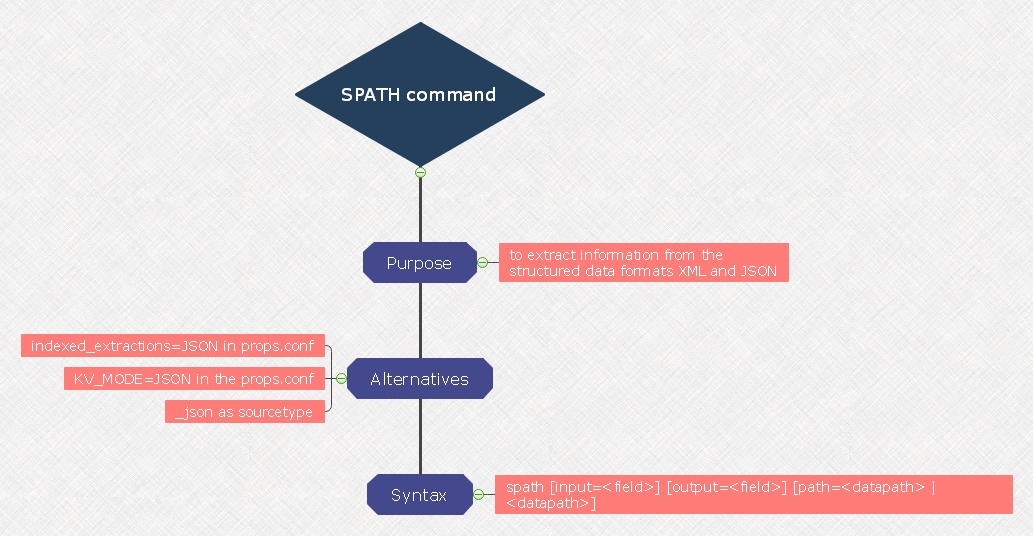 SPATH command
Purpose
to extract information from the
structured data formats XML and JSON
indexed_extractions=JSON in props.conf
KV_MODE=JSON in the props.conf
_json as sourcetype
Alternatives
Syntax
spath [input=<field>] [output=<field>] [path=<datapath> |
<datapath>]